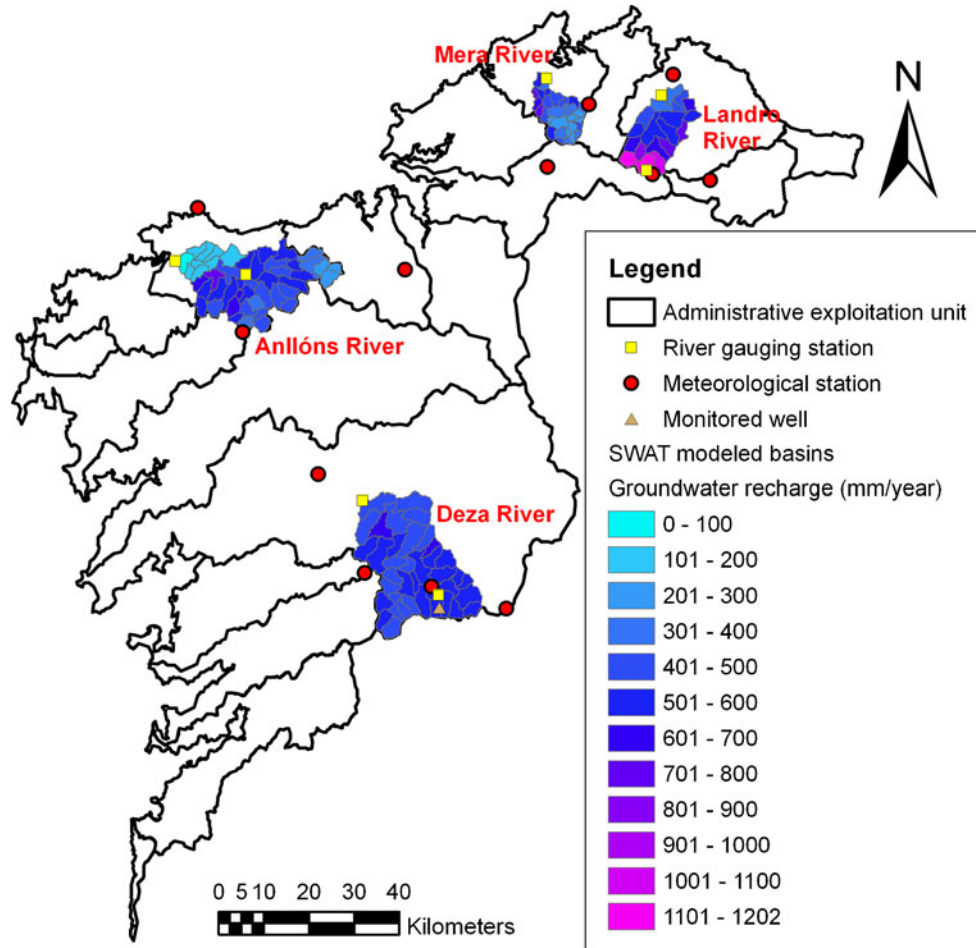 Mera River
N
Landro
River
Anllóns River
Deza River
Legend
Administrative exploitation unit
River gauging station
Meteorological station
Monitored well
SWAT modeled basins
Groundwater recharge (mm/year)
0 - 100
101 - 200
201 - 300
301 - 400
401 - 500
501 - 600
601 - 700
701 - 800
801 - 900
901 - 1000
1001 - 1100
1101 - 1202
0 5 10 20 30 40
Kilometers